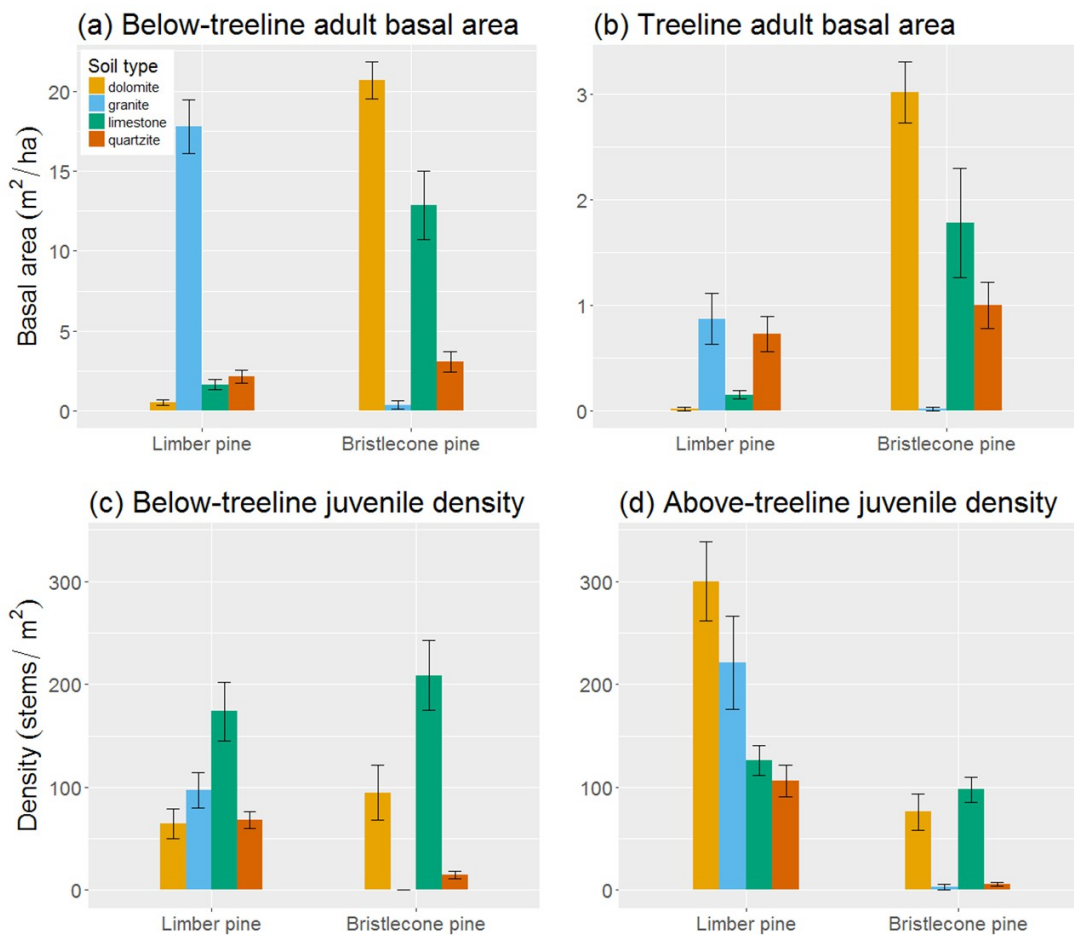 (a) Below-treeline adult basal area
Soil type
dolomite
granite
limestone
quartzite
Basal area (m²/ha)
20
15
10
5
0
Limber pine Bristlecone pine
(b) Treeline adult basal area
3
2
1
0
Limber pine Bristlecone pine
(c) Below-treeline juvenile density
Density (stems/ m²)
300
200
100
0
Limber pine Bristlecone pine
(d) Above-treeline juvenile density
300
200
100
0
Limber pine Bristlecone pine